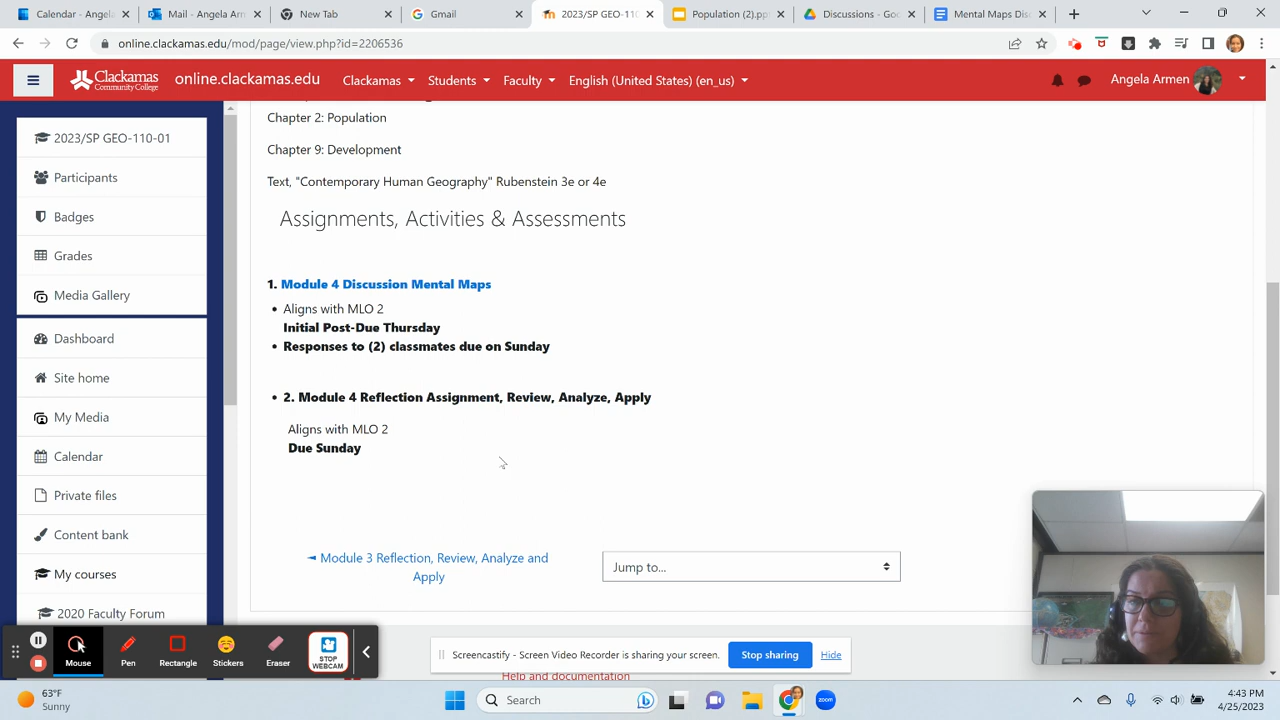 Calendar - Angela Ar
Mail - Angela Arm
New Tab
Gmail
2023/SP GEO-110
Population (2).pp
Discussions - Goo
Mental Maps Dis
online.clackamas.edu/mod/page/view.php?id=2206536
Clackamas
Community College
online.clackamas.edu
Clackamas
Students
Faculty
English (United States) (en_us)
Angela Armen
2023/SP GEO-110-01
Participants
Badges
Grades
Media Gallery
Dashboard
Site home
My Media
Calendar
Private files
Content bank
My courses
2020 Faculty Forum
Chapter 2: Population
Chapter 9: Development
Text, "Contemporary Human Geography" Rubenstein 3e or 4e
Assignments, Activities & Assessments
1. Module 4 Discussion Mental Maps
• Aligns with MLO 2
Initial Post-Due Thursday
• Responses to (2) classmates due on Sunday
• 2. Module 4 Reflection Assignment, Review, Analyze, Apply
Aligns with MLO 2
Due Sunday
◄ Module 3 Reflection, Review, Analyze and
Apply
Jump to...
Mouse
Pen
Rectangle
Stickers
Eraser
STOP
WEBCAM
Screencastify - Screen Video Recorder is sharing your screen.
Stop sharing
Hide
Help and documentation
63°F
Sunny
Search
zoom
4:43 PM
4/25/2023